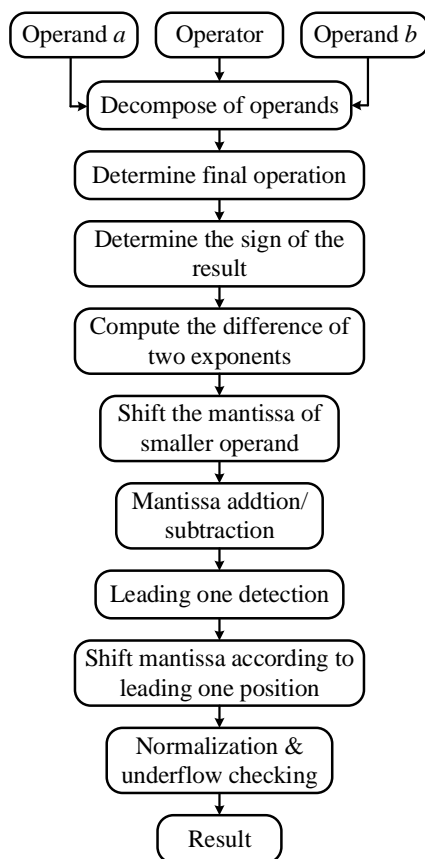 Operand a
Operator
Operand b
Decompose of operands
Determine final operation
Determine the sign of the
result
Compute the difference of
two exponents
Shift the mantissa of
smaller operand
Mantissa addtion/
subtraction
Leading one detection
Shift mantissa according to
leading one position
Normalization &
underflow checking
Result